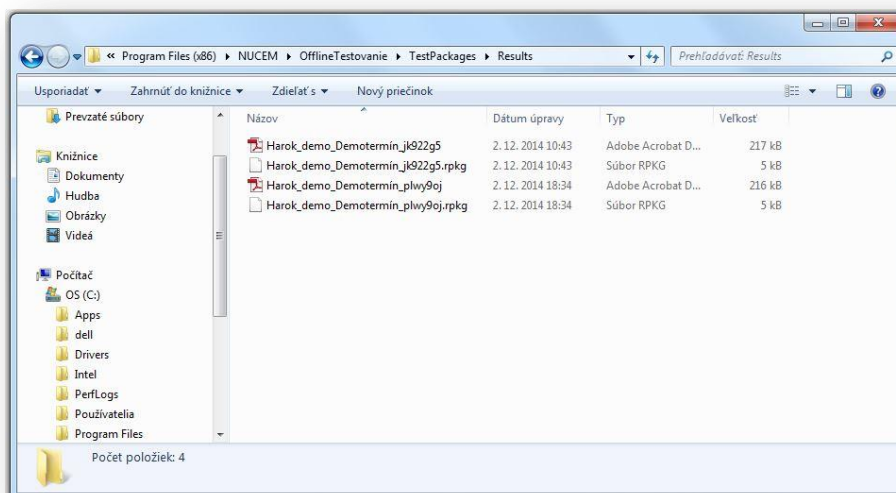 « Program Files (x86) ▸ NUCEM ▸ OfflineTestovanie ▸ TestPackages ▸ Results
Prehľadávať: Results
Usporiadať Zahrnúť do knižnice Zdieľať s Nový priečinok
Prevzaté súbory
Knižnice
Dokumenty
Hudba
Obrázky
Videá
Počítač
OS (C:)
Apps
dell
Drivers
Intel
PerfLogs
Používatelia
Program Files
Názov Dátum úpravy Typ Veľkosť
Harok_demo_Demotermín_jk922g5 2. 12. 2014 10:43 Adobe Acrobat D... 217 kB
Harok_demo_Demotermín_jk922g5.rpkg 2. 12. 2014 10:43 Súbor RPKG 5 kB
Harok_demo_Demotermín_plwy9oj 2. 12. 2014 18:34 Adobe Acrobat D... 216 kB
Harok_demo_Demotermín_plwy9oj.rpkg 2. 12. 2014 18:34 Súbor RPKG 5 kB
Počet položiek: 4